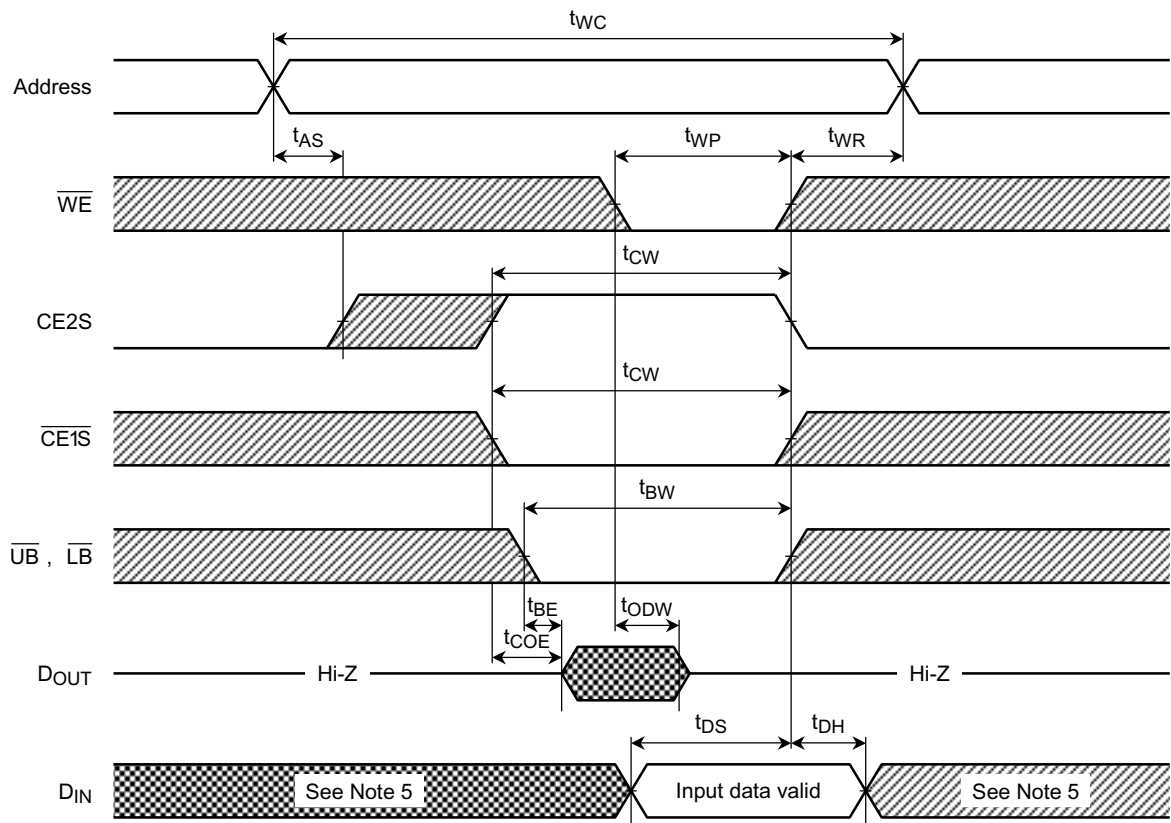 tWC
Address
tAS
tWP
tWR
WE
tCW
CE2S
tCW
CE1S
tBW
UB , LB
tBE
tODW
tCOE
DOUT
Hi-Z
Hi-Z
tDS
tDH
DIN
See Note 5
Input data valid
See Note 5